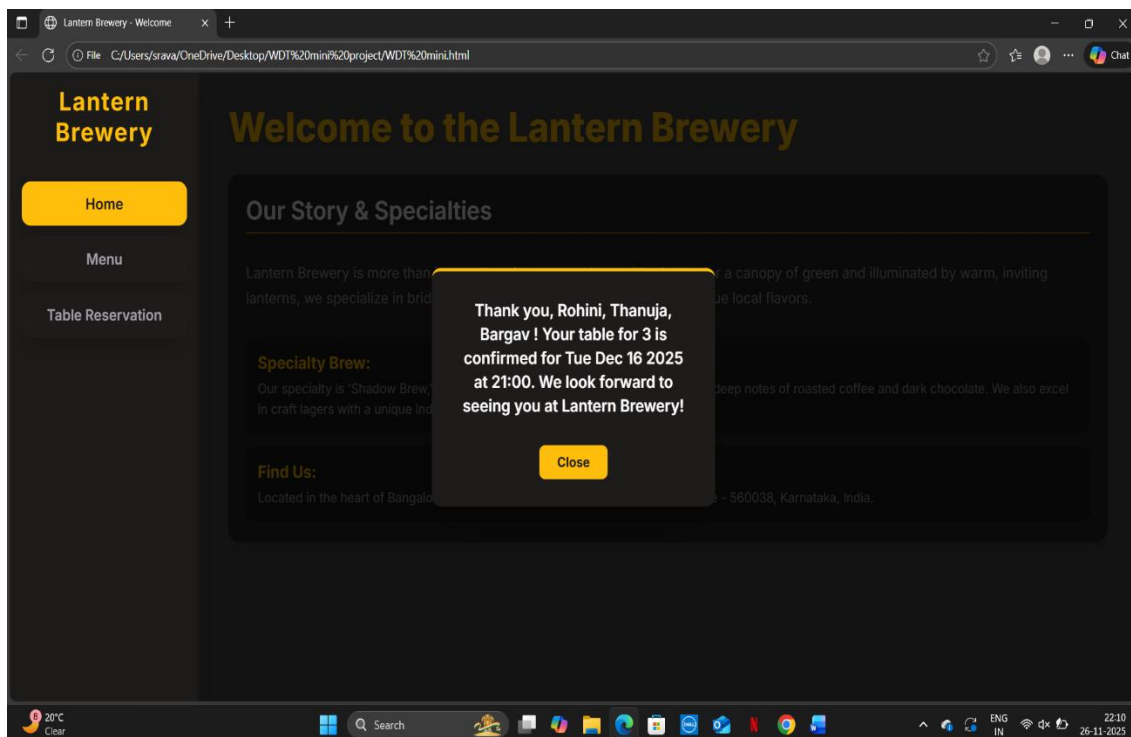 Lantern Brewery - Welcome
File C:/Users/srava/OneDrive/Desktop/WDT%20mini%20project/WDT%20mini.html
Chat
Lantern
Brewery
Home
Menu
Table Reservation
Welcome to the Lantern Brewery
Our Story & Specialties
Lantern Brewery is more than a canopy of green and illuminated by warm, inviting
lanterns, we specialize in local flavors.
Specialty Brew:
Our specialty is 'Shadow Brew,' deep notes of roasted coffee and dark chocolate. We also excel
in craft lagers with a unique
Find Us:
Located in the heart of - 560038, Karnataka, India.
Thank you, Rohini, Thanuja,
Bargav ! Your table for 3 is
confirmed for Tue Dec 16 2025
at 21:00. We look forward to
seeing you at Lantern Brewery!
Close
20°C
Clear
Search
ENG
IN
22:10
26-11-2025